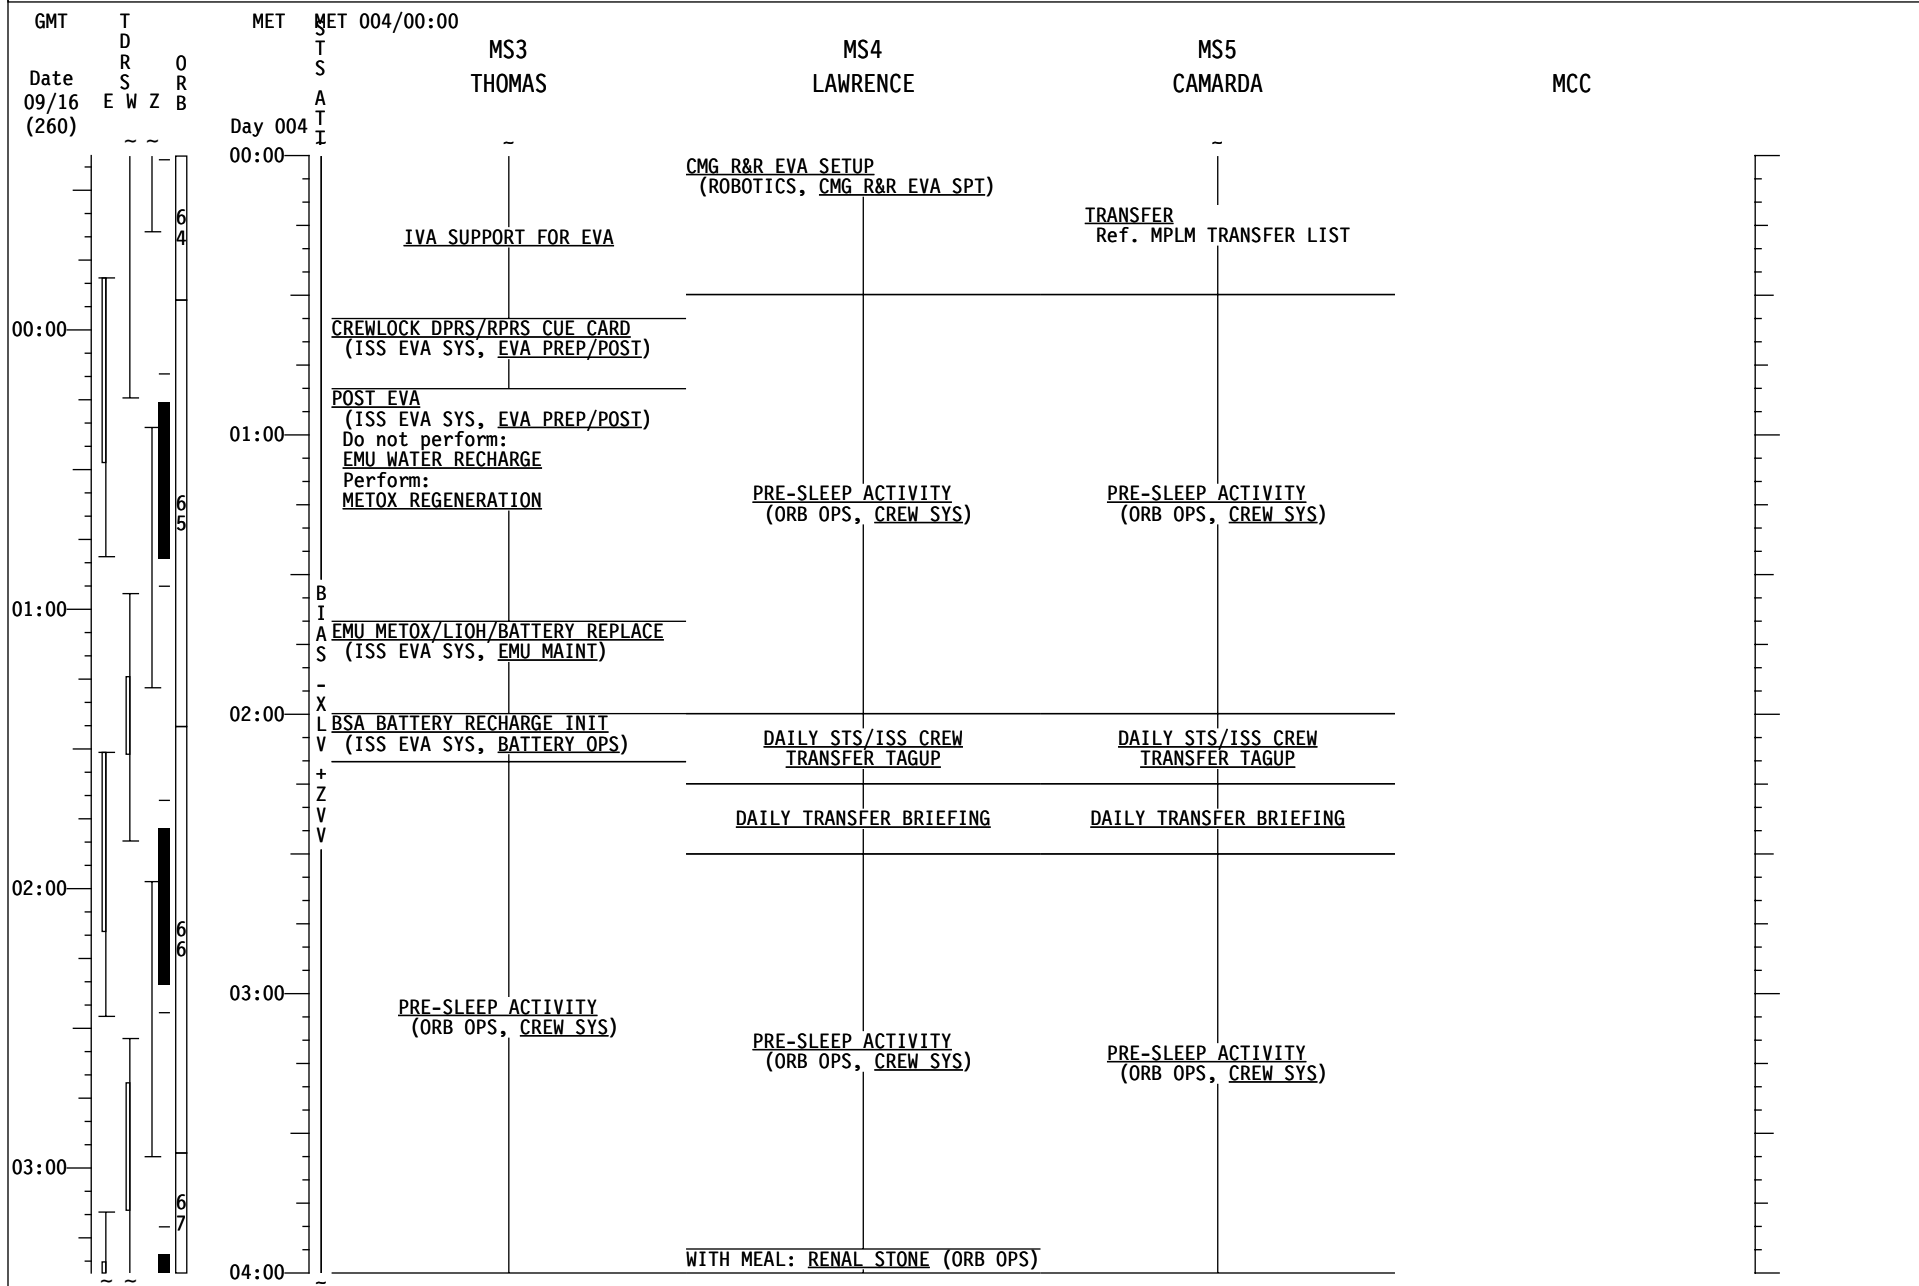 GMT
TDRS
MET
MET 004/00:00
STS ATT
ORB
Date
09/16
(260)
E W Z
Day 004
MS3
THOMAS
MS4
LAWRENCE
MS5
CAMARDA
MCC
~ ~ ~ ~ ~
00:00
01:00
02:00
03:00
64
65
66
67
00:00
01:00
02:00
03:00
04:00
BIAS -XLV +ZVV
IVA SUPPORT FOR EVA
CREWLOCK DPRS/RPRS CUE CARD
(ISS EVA SYS, EVA PREP/POST)
POST EVA
(ISS EVA SYS, EVA PREP/POST)
Do not perform:
EMU WATER RECHARGE
Perform:
METOX REGENERATION
EMU METOX/LIOH/BATTERY REPLACE
(ISS EVA SYS, EMU MAINT)
BSA BATTERY RECHARGE INIT
(ISS EVA SYS, BATTERY OPS)
PRE-SLEEP ACTIVITY
(ORB OPS, CREW SYS)
CMG R&R EVA SETUP
(ROBOTICS, CMG R&R EVA SPT)
PRE-SLEEP ACTIVITY
(ORB OPS, CREW SYS)
DAILY STS/ISS CREW
TRANSFER TAGUP
DAILY TRANSFER BRIEFING
PRE-SLEEP ACTIVITY
(ORB OPS, CREW SYS)
WITH MEAL: RENAL STONE (ORB OPS)
TRANSFER
Ref. MPLM TRANSFER LIST
PRE-SLEEP ACTIVITY
(ORB OPS, CREW SYS)
DAILY STS/ISS CREW
TRANSFER TAGUP
DAILY TRANSFER BRIEFING
PRE-SLEEP ACTIVITY
(ORB OPS, CREW SYS)
~ ~ ~